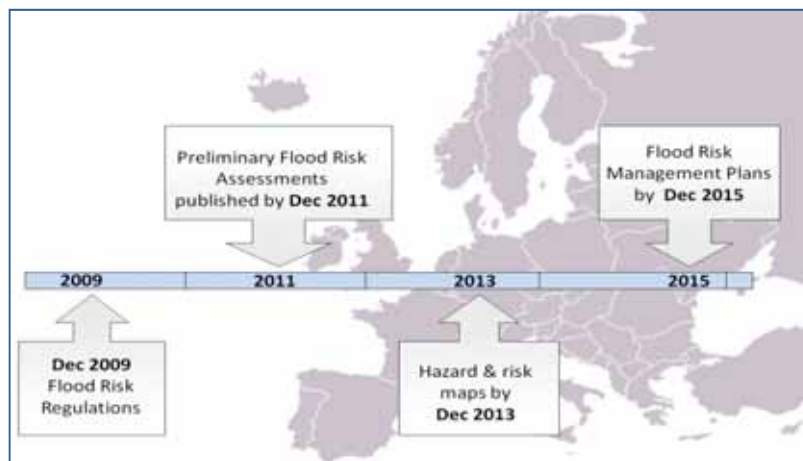 Preliminary Flood Risk
Assessments
published by Dec 2011
Flood Risk
Management Plans
by Dec 2015
2009
2011
2013
2015
Dec 2009
Flood Risk
Regulations
Hazard & risk
maps by
Dec 2013